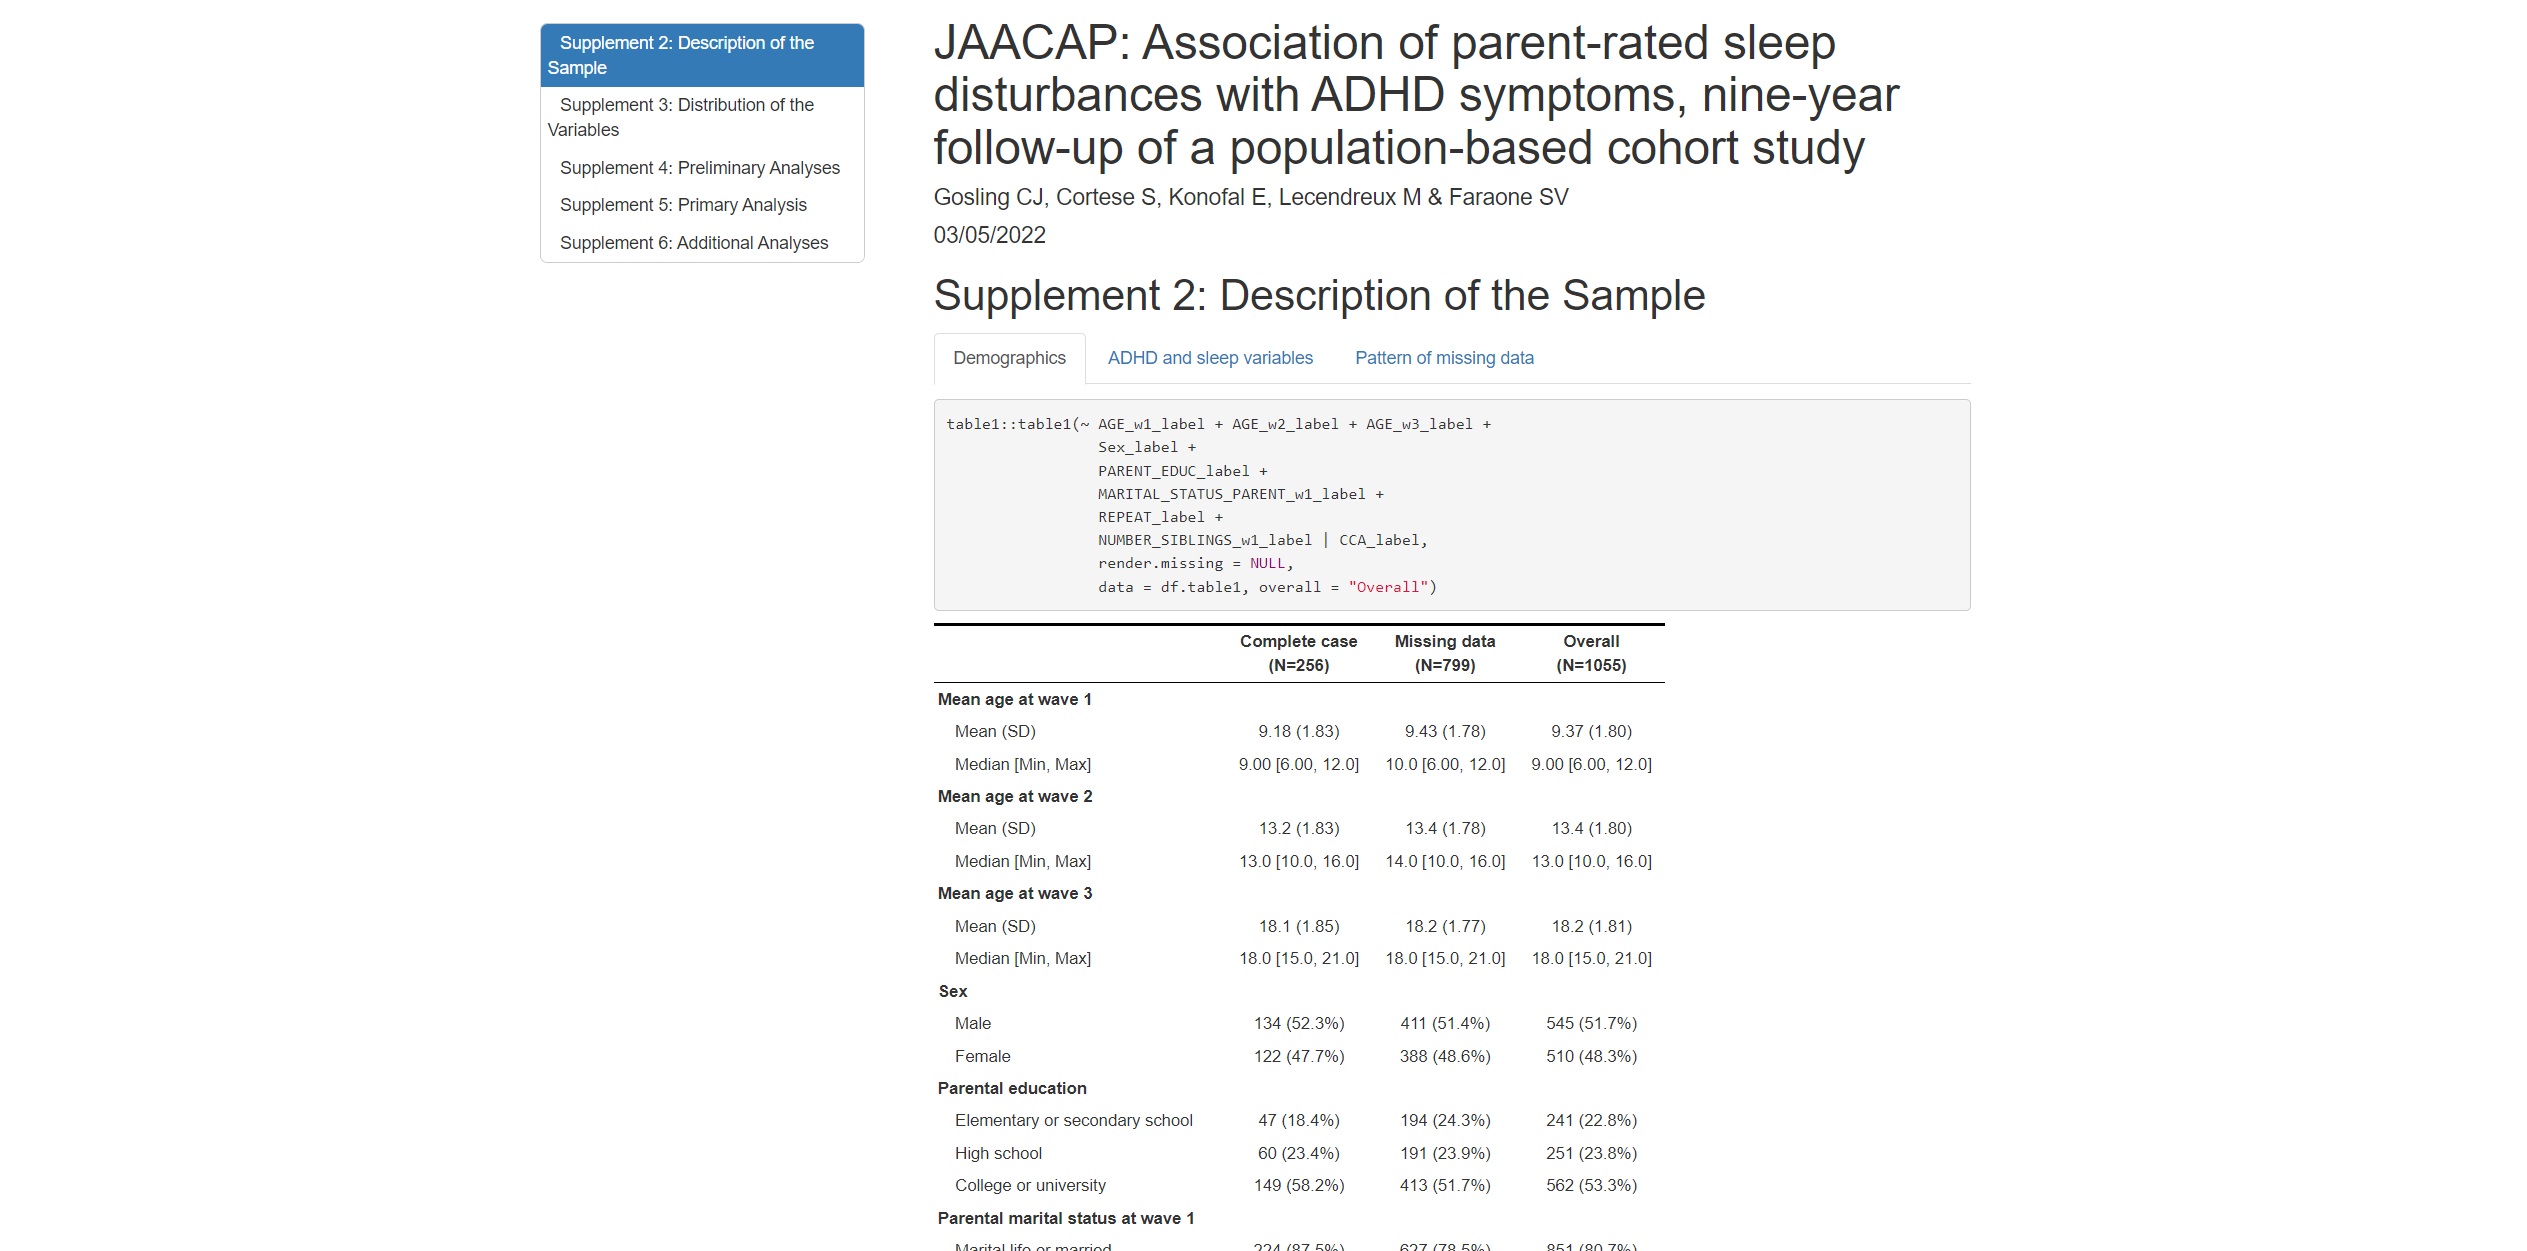 Supplement 2: Description of the
Sample
Supplement 3: Distribution of the
Variables
Supplement 4: Preliminary Analyses
Supplement 5: Primary Analysis
Supplement 6: Additional Analyses
JAACAP: Association of parent-rated sleep
disturbances with ADHD symptoms, nine-year
follow-up of a population-based cohort study
Gosling CJ, Cortese S, Konofal E, Lecendreux M & Faraone SV
03/05/2022
Supplement 2: Description of the Sample
Demographics ADHD and sleep variables Pattern of missing data
table1::table1(~ AGE_w1_label + AGE_w2_label + AGE_w3_label +
Sex_label +
PARENT_EDUC_label +
MARITAL_STATUS_PARENT_w1_label +
REPEAT_label +
NUMBER_SIBLINGS_w1_label | CCA_label,
render.missing = NULL,
data = df.table1, overall = "Overall")
Complete case Missing data Overall
(N=256) (N=799) (N=1055)
Mean age at wave 1
Mean (SD) 9.18 (1.83) 9.43 (1.78) 9.37 (1.80)
Median [Min, Max] 9.00 [6.00, 12.0] 10.0 [6.00, 12.0] 9.00 [6.00, 12.0]
Mean age at wave 2
Mean (SD) 13.2 (1.83) 13.4 (1.78) 13.4 (1.80)
Median [Min, Max] 13.0 [10.0, 16.0] 14.0 [10.0, 16.0] 13.0 [10.0, 16.0]
Mean age at wave 3
Mean (SD) 18.1 (1.85) 18.2 (1.77) 18.2 (1.81)
Median [Min, Max] 18.0 [15.0, 21.0] 18.0 [15.0, 21.0] 18.0 [15.0, 21.0]
Sex
Male 134 (52.3%) 411 (51.4%) 545 (51.7%)
Female 122 (47.7%) 388 (48.6%) 510 (48.3%)
Parental education
Elementary or secondary school 47 (18.4%) 194 (24.3%) 241 (22.8%)
High school 60 (23.4%) 191 (23.9%) 251 (23.8%)
College or university 149 (58.2%) 413 (51.7%) 562 (53.3%)
Parental marital status at wave 1
Marital life or married 224 (87.5%) 627 (78.5%) 851 (80.7%)